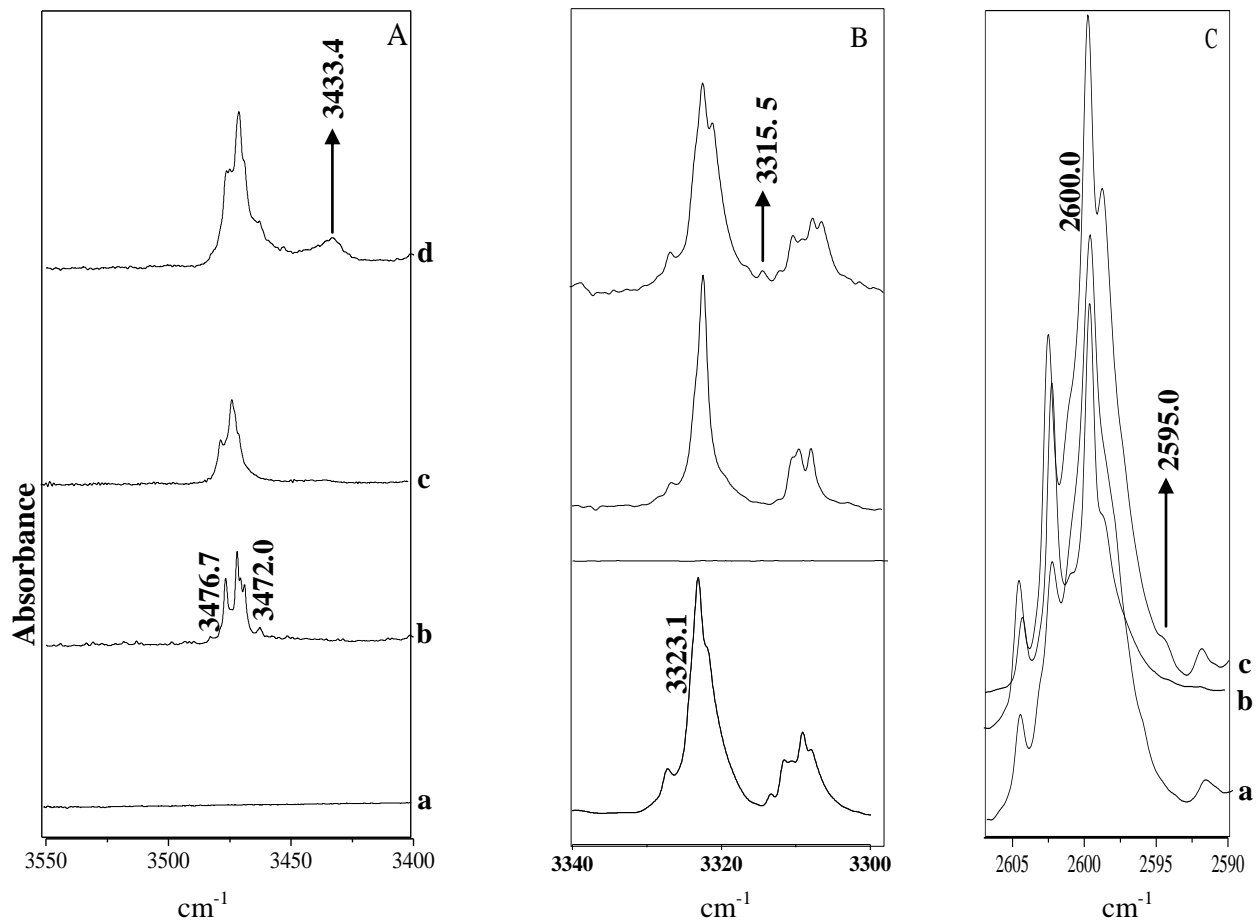 A
3433.4
d
c
3476.7
3472.0
b
a
Absorbance
3550 3500 3450 3400
cm-1
B
3315. 5
3323.1
3340 3320 3300
cm-1
C
2600.0
2595.0
c
b
a
2605 2600 2595 2590
cm-1